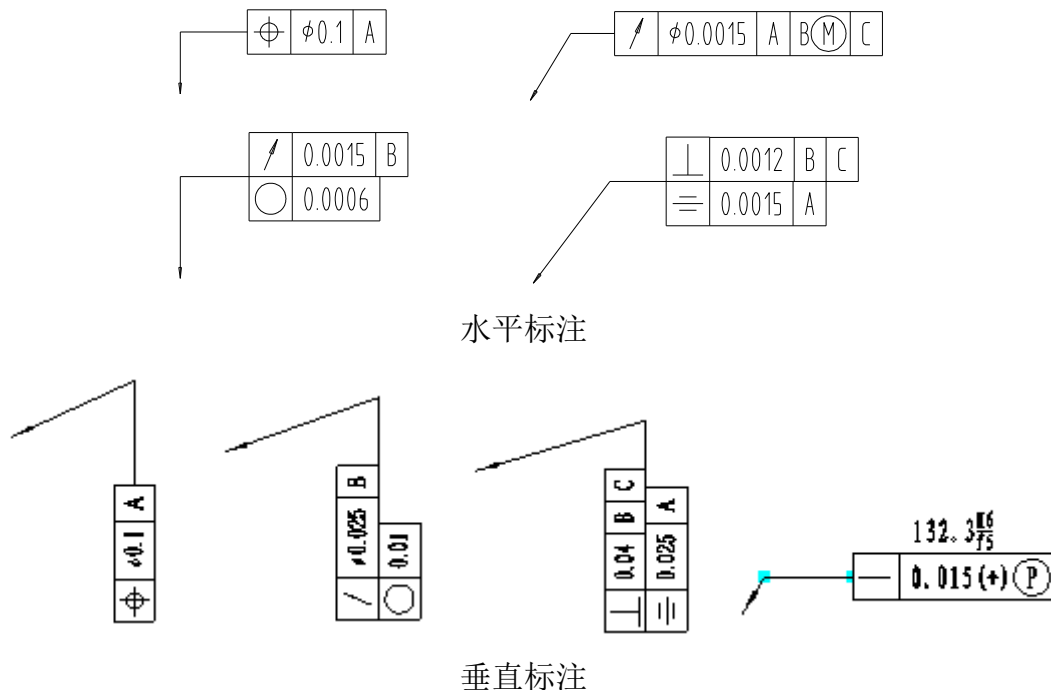 ⌖ ϕ0.1 A
↗ ϕ0.0015 A BⓂ C
↗ 0.0015 B
○ 0.0006
⊥ 0.0012 B C
⌯ 0.0015 A
水平标注
⌖ ϕ0.1 A
/ ϕ0.025 B
○ 0.01
⊥ 0.04 B C
⌯ 0.025 A
132.3
— 0.015(+)Ⓟ
垂直标注